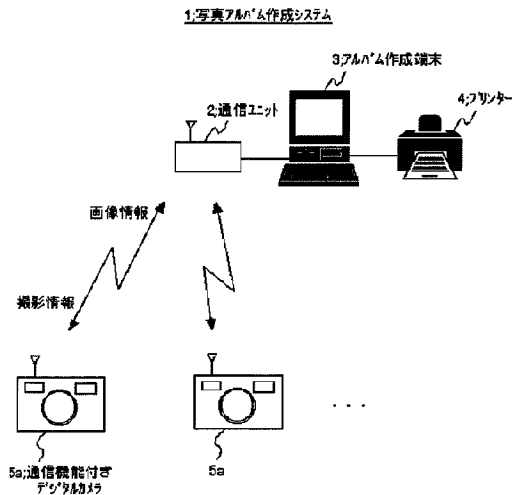 1;写真アルバム作成システム
3;アルバム作成端末
4;プリンター
2;通信ユニット
画像情報
撮影情報
5a;通信機能付き
デジタルカメラ
5a
. . .